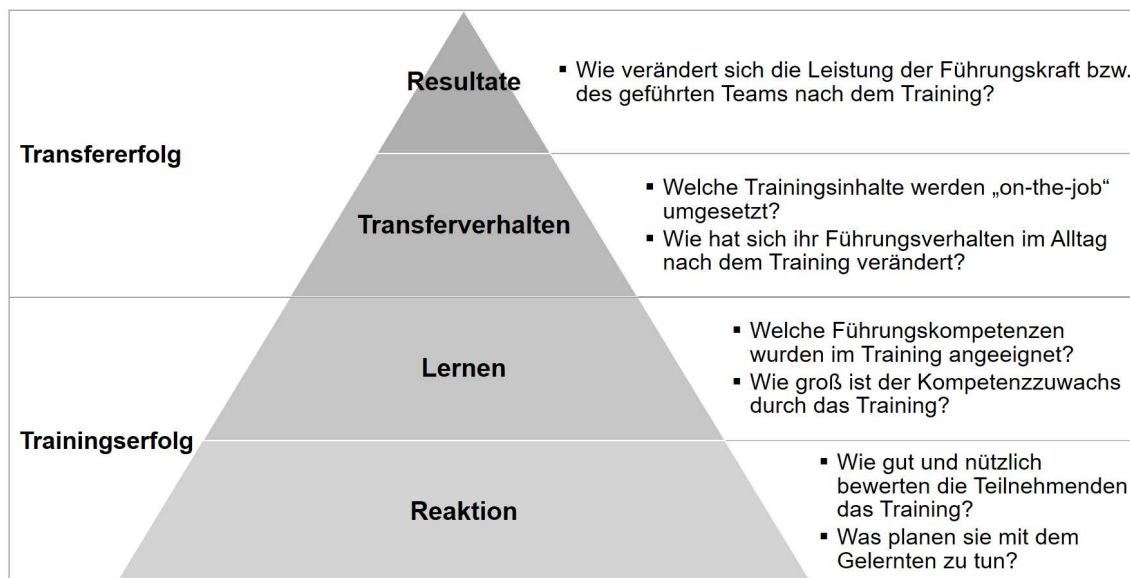 Resultate
▪ Wie verändert sich die Leistung der Führungskraft bzw.
des geführten Teams nach dem Training?
Transfererfolg
Transferverhalten
▪ Welche Trainingsinhalte werden „on-the-job“
umgesetzt?
▪ Wie hat sich ihr Führungsverhalten im Alltag
nach dem Training verändert?
Lernen
▪ Welche Führungskompetenzen
wurden im Training angeeignet?
▪ Wie groß ist der Kompetenzzuwachs
durch das Training?
Trainingserfolg
Reaktion
▪ Wie gut und nützlich
bewerten die Teilnehmenden
das Training?
▪ Was planen sie mit dem
Gelernten zu tun?